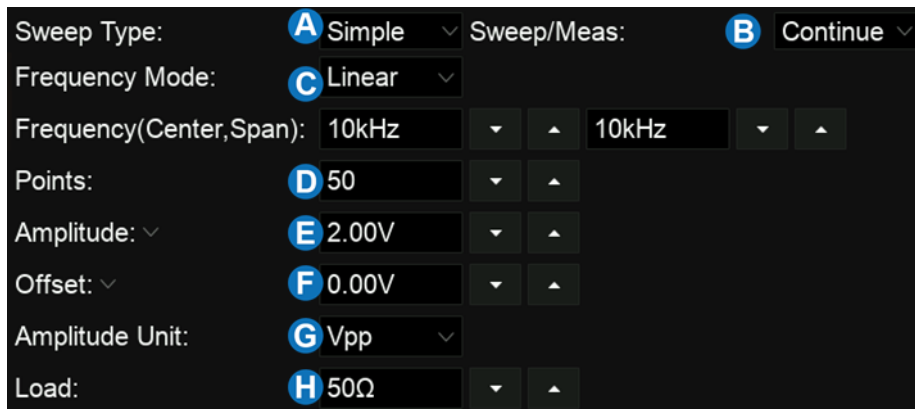 Sweep Type: A Simple Sweep/Meas: B Continue
Frequency Mode: C Linear
Frequency(Center,Span): 10kHz 10kHz
Points: D 50
Amplitude: E 2.00V
Offset: F 0.00V
Amplitude Unit: G Vpp
Load: H 50Ω